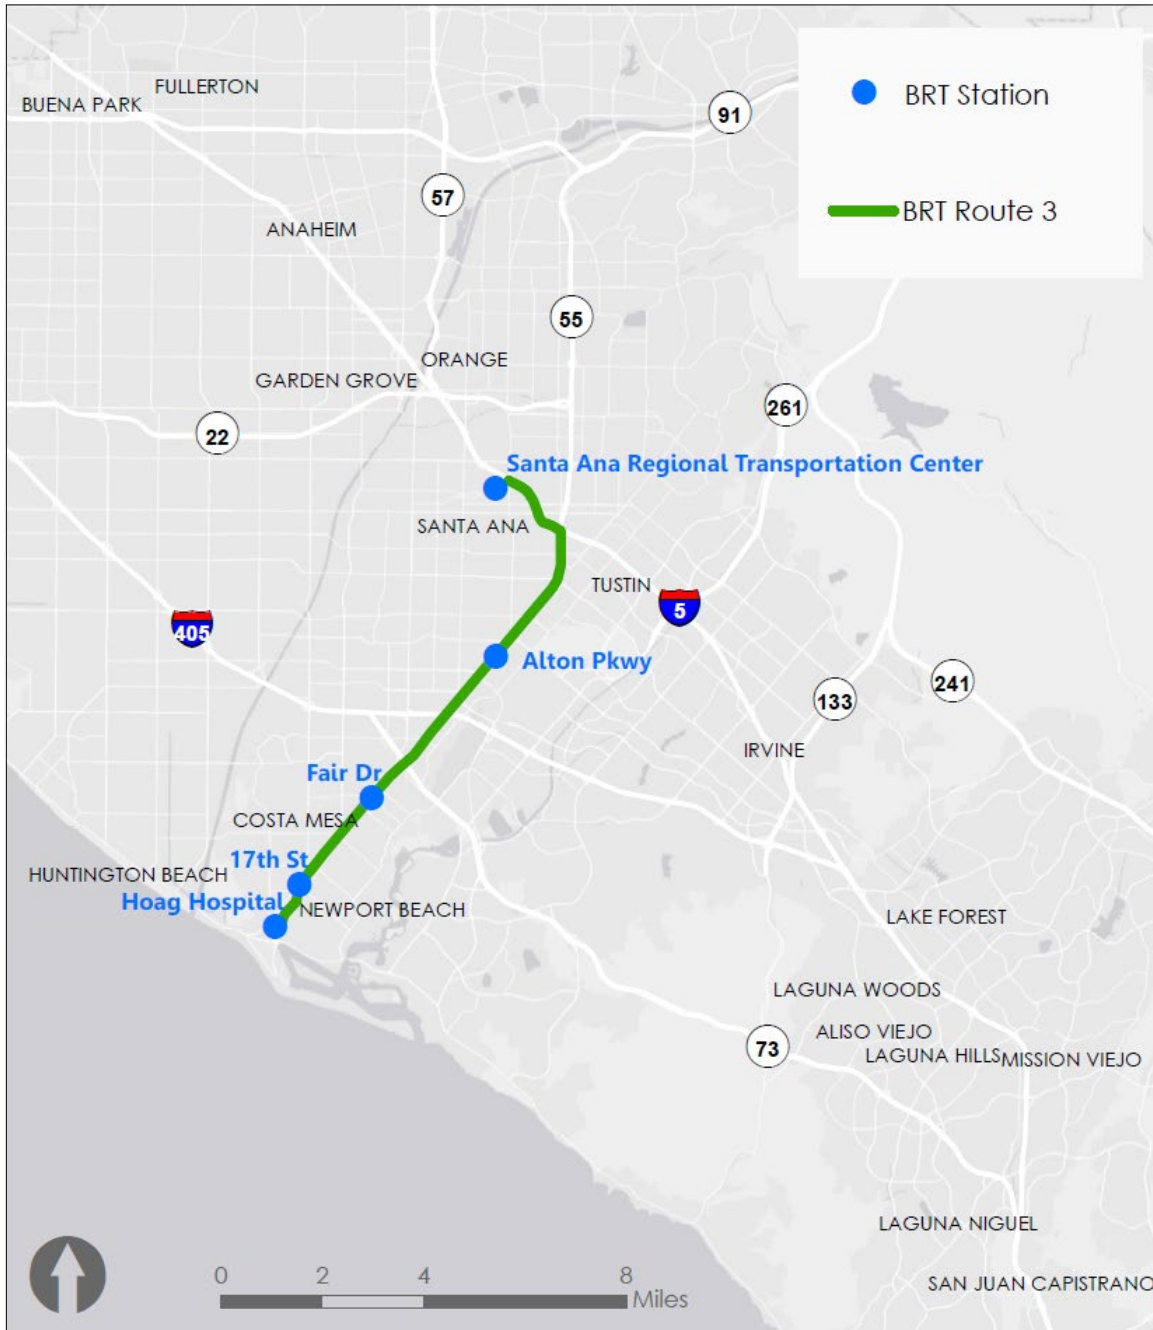 BRT Station
FULLERTON
BUENA PARK
91
57
BRT Route 3
ANAHEIM
55
ORANGE
GARDEN GROVE
261
22
Santa Ana Regional Transportation Center
SANTA ANA
TUSTIN
5
405
Alton Pkwy
241
133
IRVINE
Fair Dr
COSTA MESA
17th St
HUNTINGTON BEACH
Hoag Hospital
NEWPORT BEACH
LAKE FOREST
LAGUNA WOODS
ALISO VIEJO
73
LAGUNA HILLS
MISSION VIEJO
LAGUNA NIGUEL
0 2 4 8
Miles
SAN JUAN CAPISTRANO